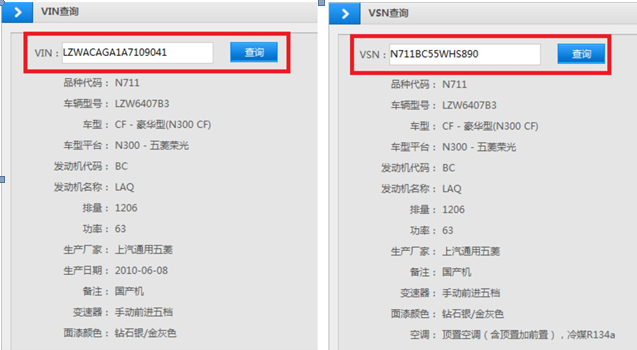 VIN查询
VIN：LZWACAGA1A7109041 查询
品种代码： N711
车辆型号： LZW6407B3
车型： CF - 豪华型(N300 CF)
车型平台： N300 - 五菱荣光
发动机代码： BC
发动机名称： LAQ
排量： 1206
功率： 63
生产厂家： 上汽通用五菱
生产日期： 2010-06-08
备注： 国产机
变速器： 手动前进五档
面漆颜色： 钻石银/金灰色
VSN查询
VSN：N711BC55WHS890 查询
品种代码： N711
车辆型号： LZW6407B3
车型： CF - 豪华型(N300 CF)
车型平台： N300 - 五菱荣光
发动机代码： BC
发动机名称： LAQ
排量： 1206
功率： 63
生产厂家： 上汽通用五菱
备注： 国产机
变速器： 手动前进五档
面漆颜色： 钻石银/金灰色
空调： 顶置空调（含顶置加前置），冷媒R134a